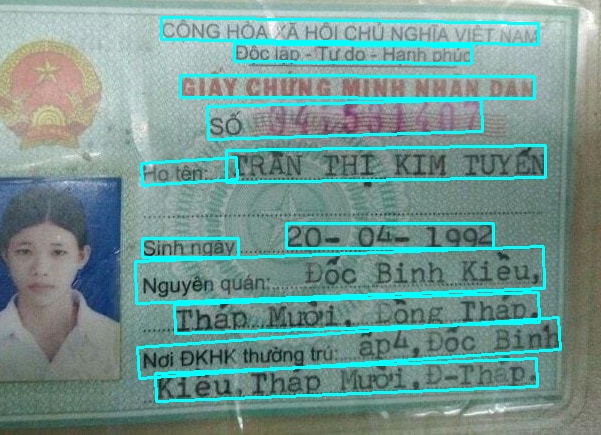 CỘNG HÒA XÃ HỘI CHỦ NGHĨA VIỆT NAM
Độc lập - Tự do - Hạnh phúc
GIẤY CHỨNG MINH NHÂN DÂN
SỐ
Họ tên: TRẦN THỊ KIM TUYẾN
Sinh ngày 20-04-1992
Nguyên quán: Đốc Binh Kiều,
Tháp Mười, Đồng Tháp.
Nơi ĐKHK thường trú: ấp4, Đốc Binh
Kiều, Tháp Mười, Đ-Tháp.